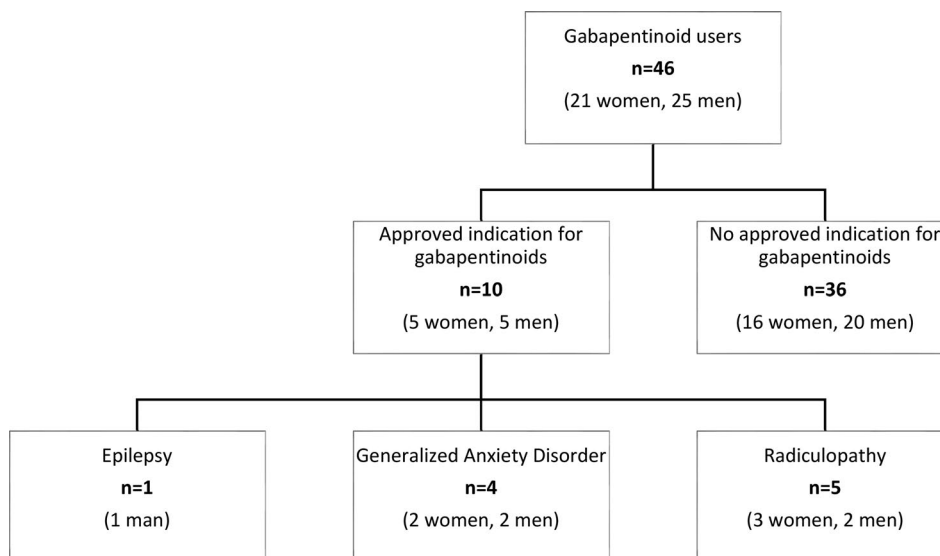 Gabapentinoid users
n=46
(21 women, 25 men)
Approved indication for
gabapentinoids
n=10
(5 women, 5 men)
No approved indication for
gabapentinoids
n=36
(16 women, 20 men)
Epilepsy
n=1
(1 man)
Generalized Anxiety Disorder
n=4
(2 women, 2 men)
Radiculopathy
n=5
(3 women, 2 men)